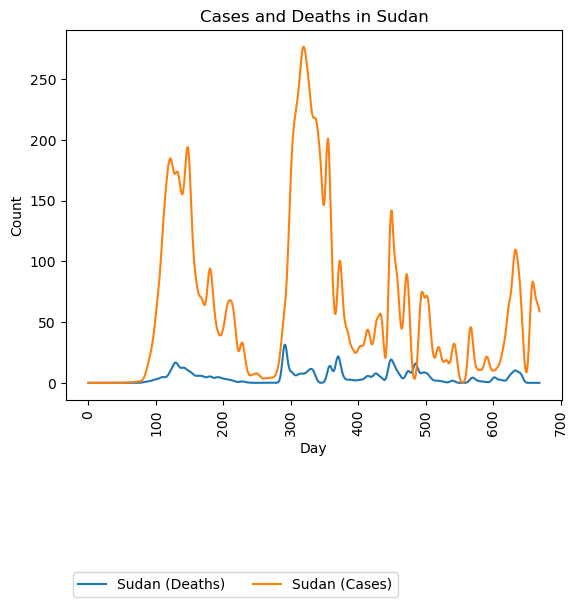 Cases and Deaths in Sudan
Count
250
200
150
100
50
0
0 100 200 300 400 500 600 700
Day
Sudan (Deaths) Sudan (Cases)